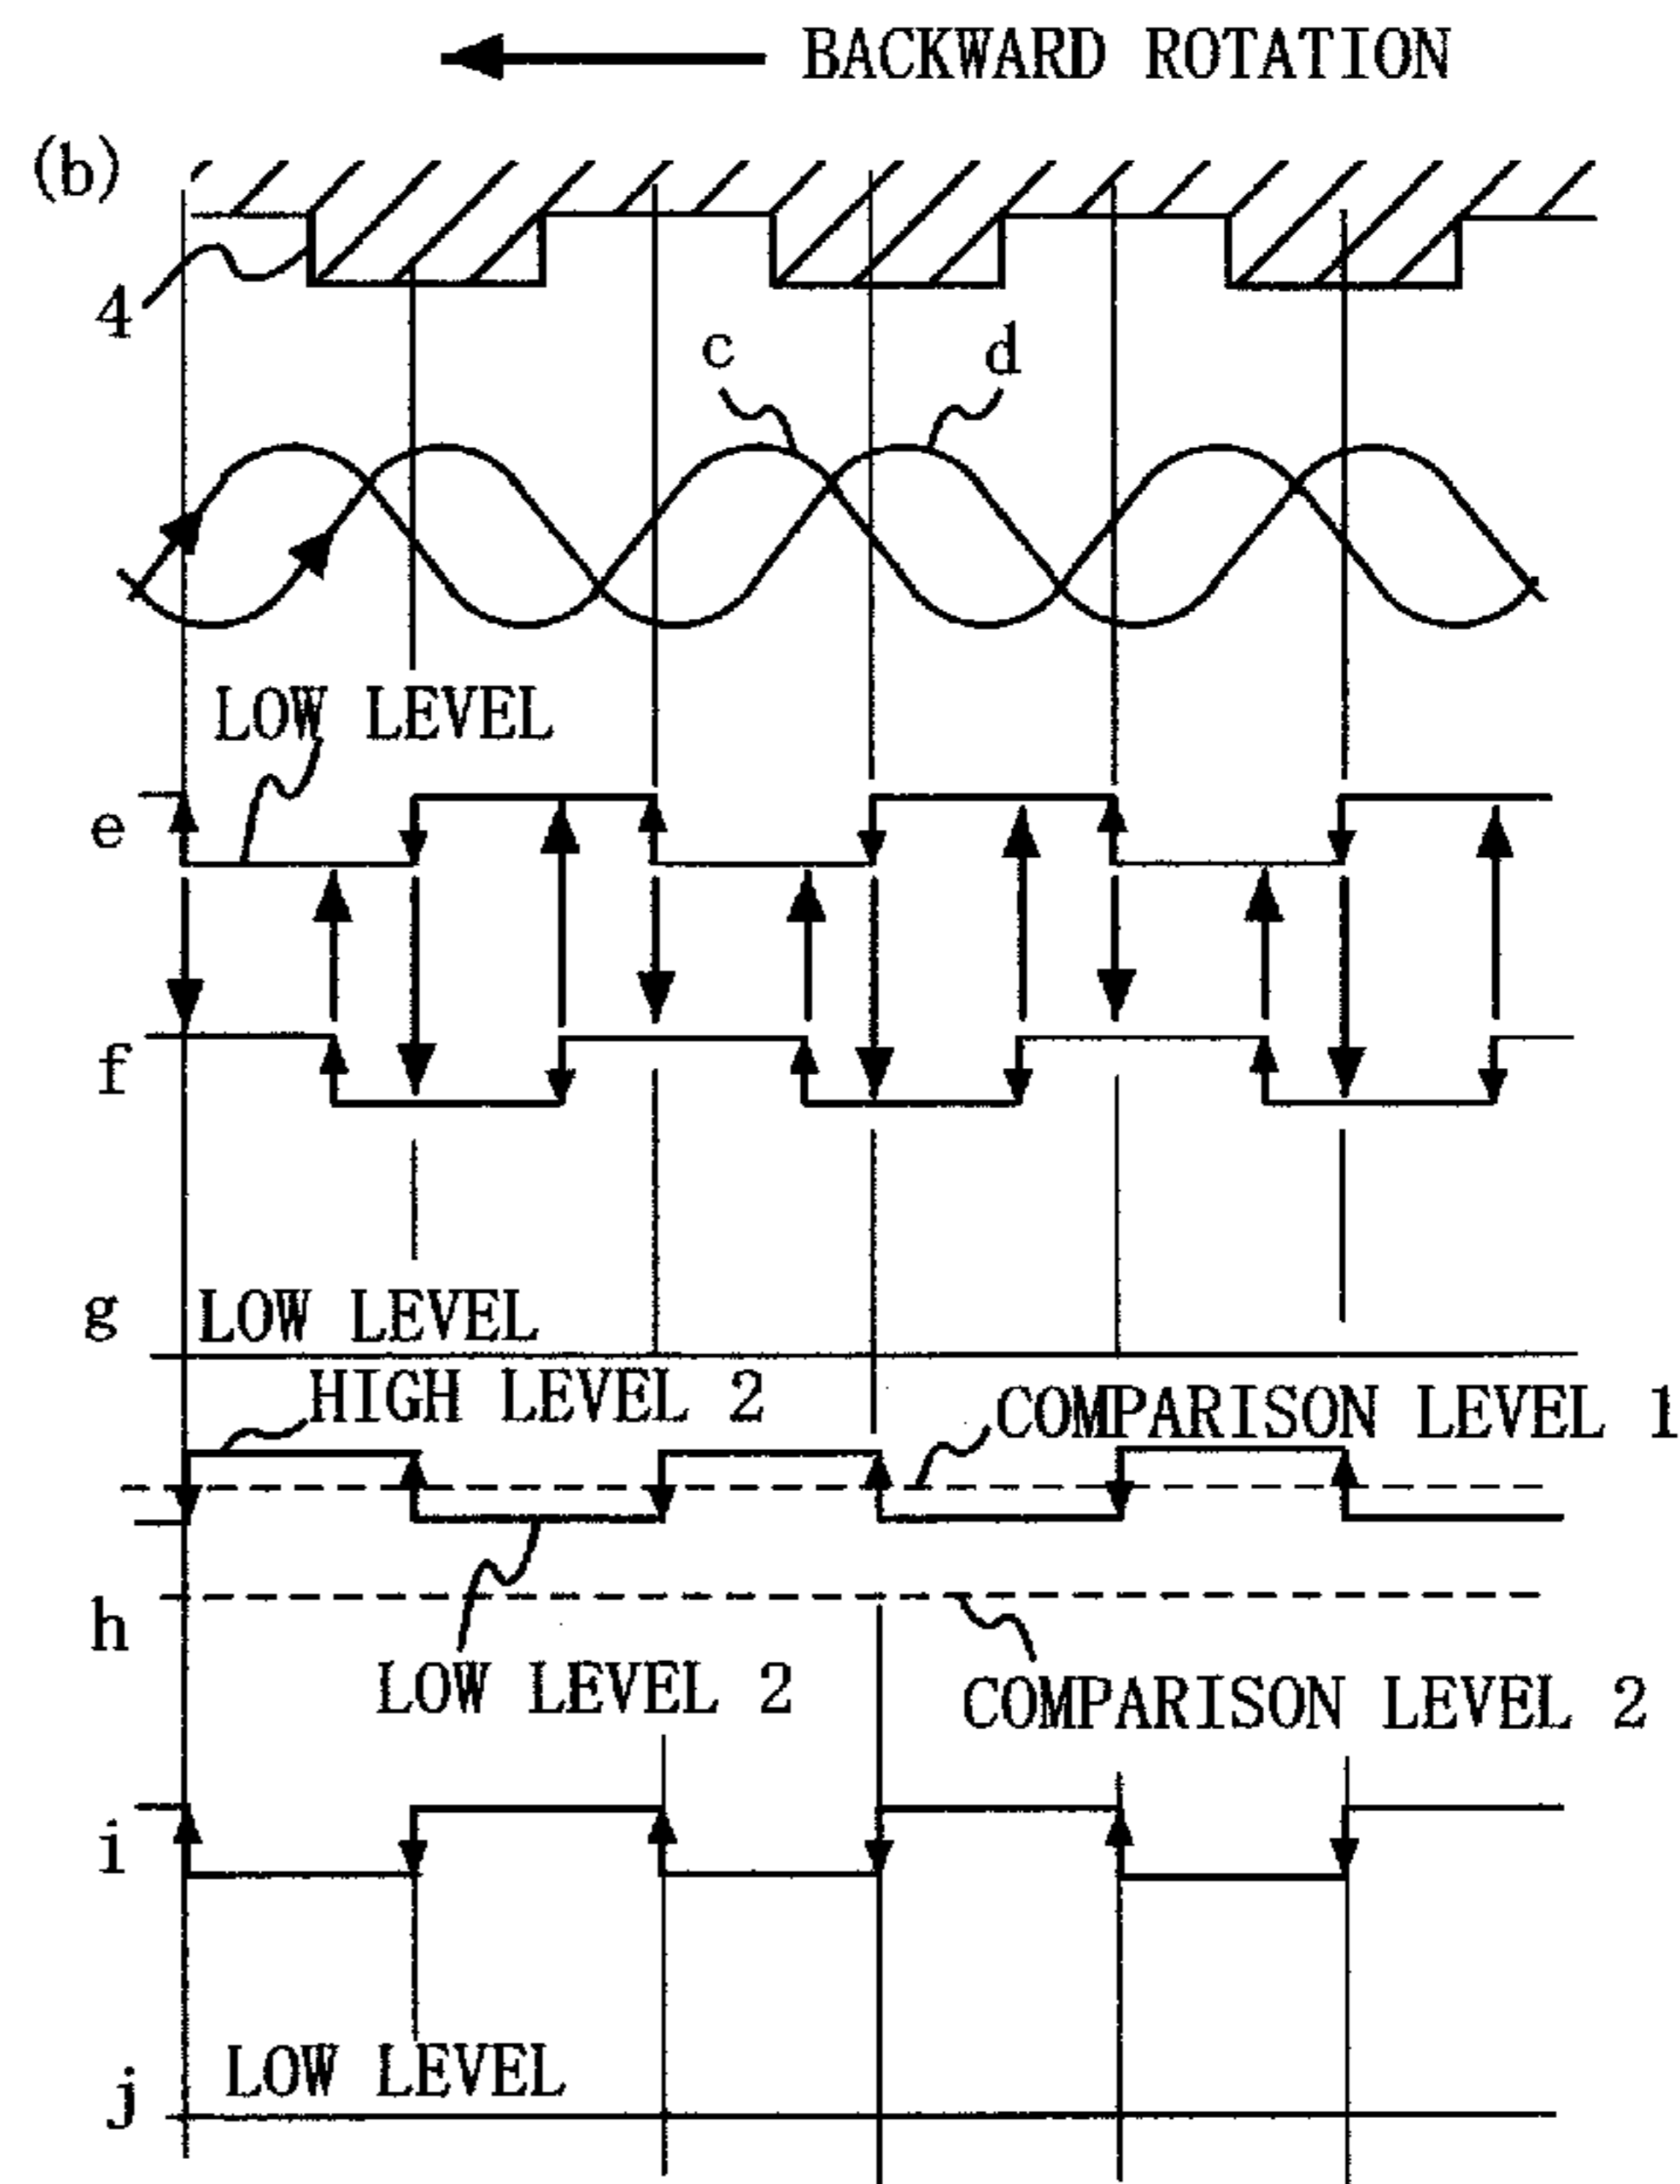 BACKWARD ROTATION
(b)
4
c
d
LOW LEVEL
e
f
g
LOW LEVEL
HIGH LEVEL 2
COMPARISON LEVEL 1
h
LOW LEVEL 2
COMPARISON LEVEL 2
i
LOW LEVEL
j